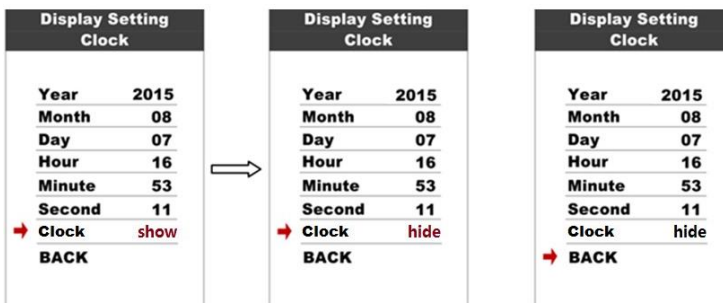 Display Setting
Clock
Year 2015
Month 08
Day 07
Hour 16
Minute 53
Second 11
Clock show
BACK
Display Setting
Clock
Year 2015
Month 08
Day 07
Hour 16
Minute 53
Second 11
Clock hide
BACK
Display Setting
Clock
Year 2015
Month 08
Day 07
Hour 16
Minute 53
Second 11
Clock hide
BACK